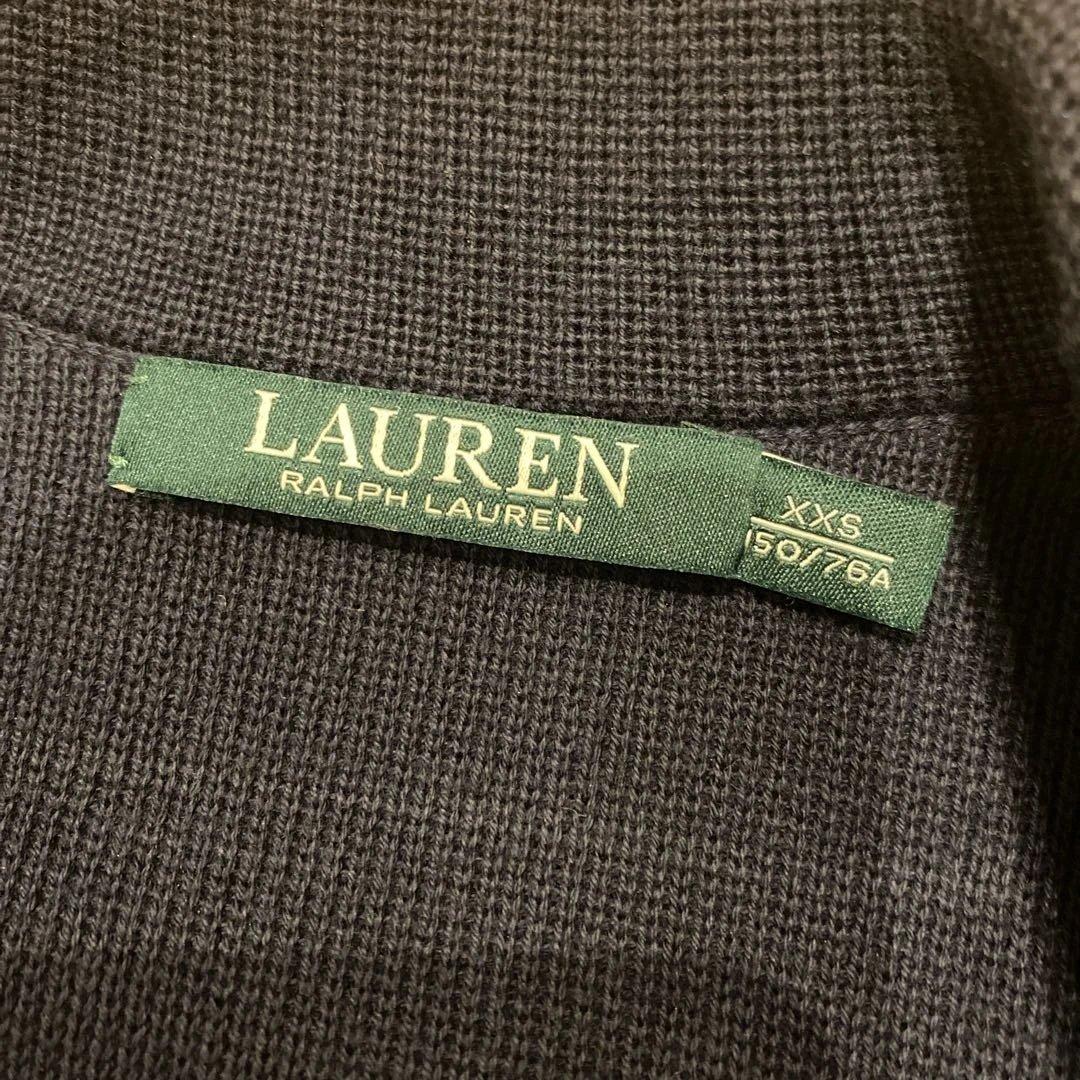 LAUREN
RALPH LAUREN
XXS
150/76A